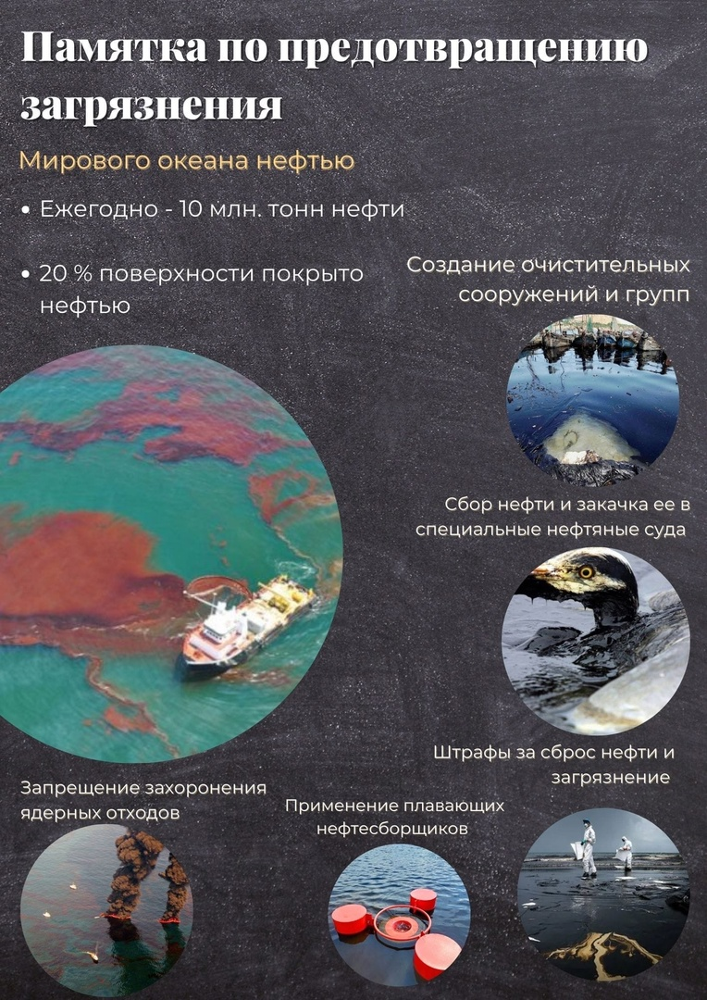 Памятка по предотвращению
загрязнения
Мирового океана нефтью
• Ежегодно - 10 млн. тонн нефти
• 20 % поверхности покрыто
нефтью
Создание очистительных
сооружений и групп
Сбор нефти и закачка ее в
специальные нефтяные суда
Штрафы за сброс нефти и
загрязнение
Запрещение захоронения
ядерных отходов
Применение плавающих
нефтесборщиков